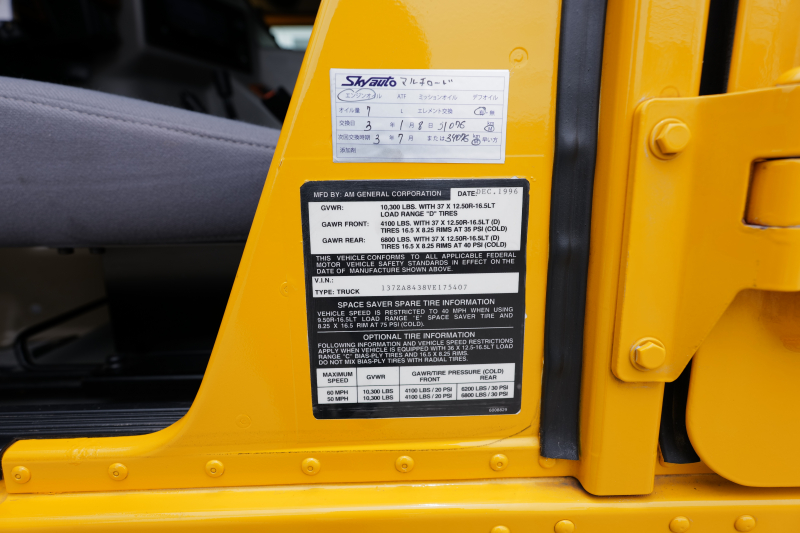 Skyauto マルチロード
エンジンオイル ATF ミッションオイル デフオイル
オイル量 7 L エレメント交換 無
交換日 3年 1月 8日 31076
次回交換時期 3 7月 または 34076 早い方
添加剤
MFD BY: AM GENERAL CORPORATION DATE: DEC. 1996
GVWR: 10,300 LBS. WITH 37 X 12.50R-16.5LT
LOAD RANGE "D" TIRES
GAWR FRONT: 4100 LBS. WITH 37 X 12.50R-16.5LT (D)
TIRES 16.5 X 8.25 RIMS AT 35 PSI (COLD)
GAWR REAR: 6800 LBS. WITH 37 X 12.50R-16.5LT (D)
TIRES 16.5 X 8.25 RIMS AT 40 PSI (COLD)
THIS VEHICLE CONFORMS TO ALL APPLICABLE FEDERAL
MOTOR VEHICLE SAFETY STANDARDS IN EFFECT ON THE
DATE OF MANUFACTURE SHOWN ABOVE.
V.I.N.:
137ZA8438VE175407
TYPE: TRUCK
SPACE SAVER SPARE TIRE INFORMATION
VEHICLE SPEED IS RESTRICTED TO 40 MPH WHEN USING
9.50R-16.5LT LOAD RANGE "E" SPACE SAVER TIRE AND
8.25 X 16.5 RIM AT 75 PSI (COLD).
OPTIONAL TIRE INFORMATION
FOLLOWING INFORMATION AND VEHICLE SPEED RESTRICTIONS
APPLY WHEN VEHICLE IS EQUIPPED WITH 36 X 12.5-16.5LT LOAD
RANGE "C" BIAS-PLY TIRES AND 16.5 X 8.25 RIMS.
DO NOT MIX BIAS-PLY TIRES WITH RADIAL TIRES.
MAXIMUM SPEED GVWR GAWR/TIRE PRESSURE (COLD)
FRONT REAR
60 MPH 10,300 LBS 4100 LBS / 20 PSI 6200 LBS / 30 PSI
50 MPH 10,300 LBS 4100 LBS / 20 PSI 6800 LBS / 30 PSI